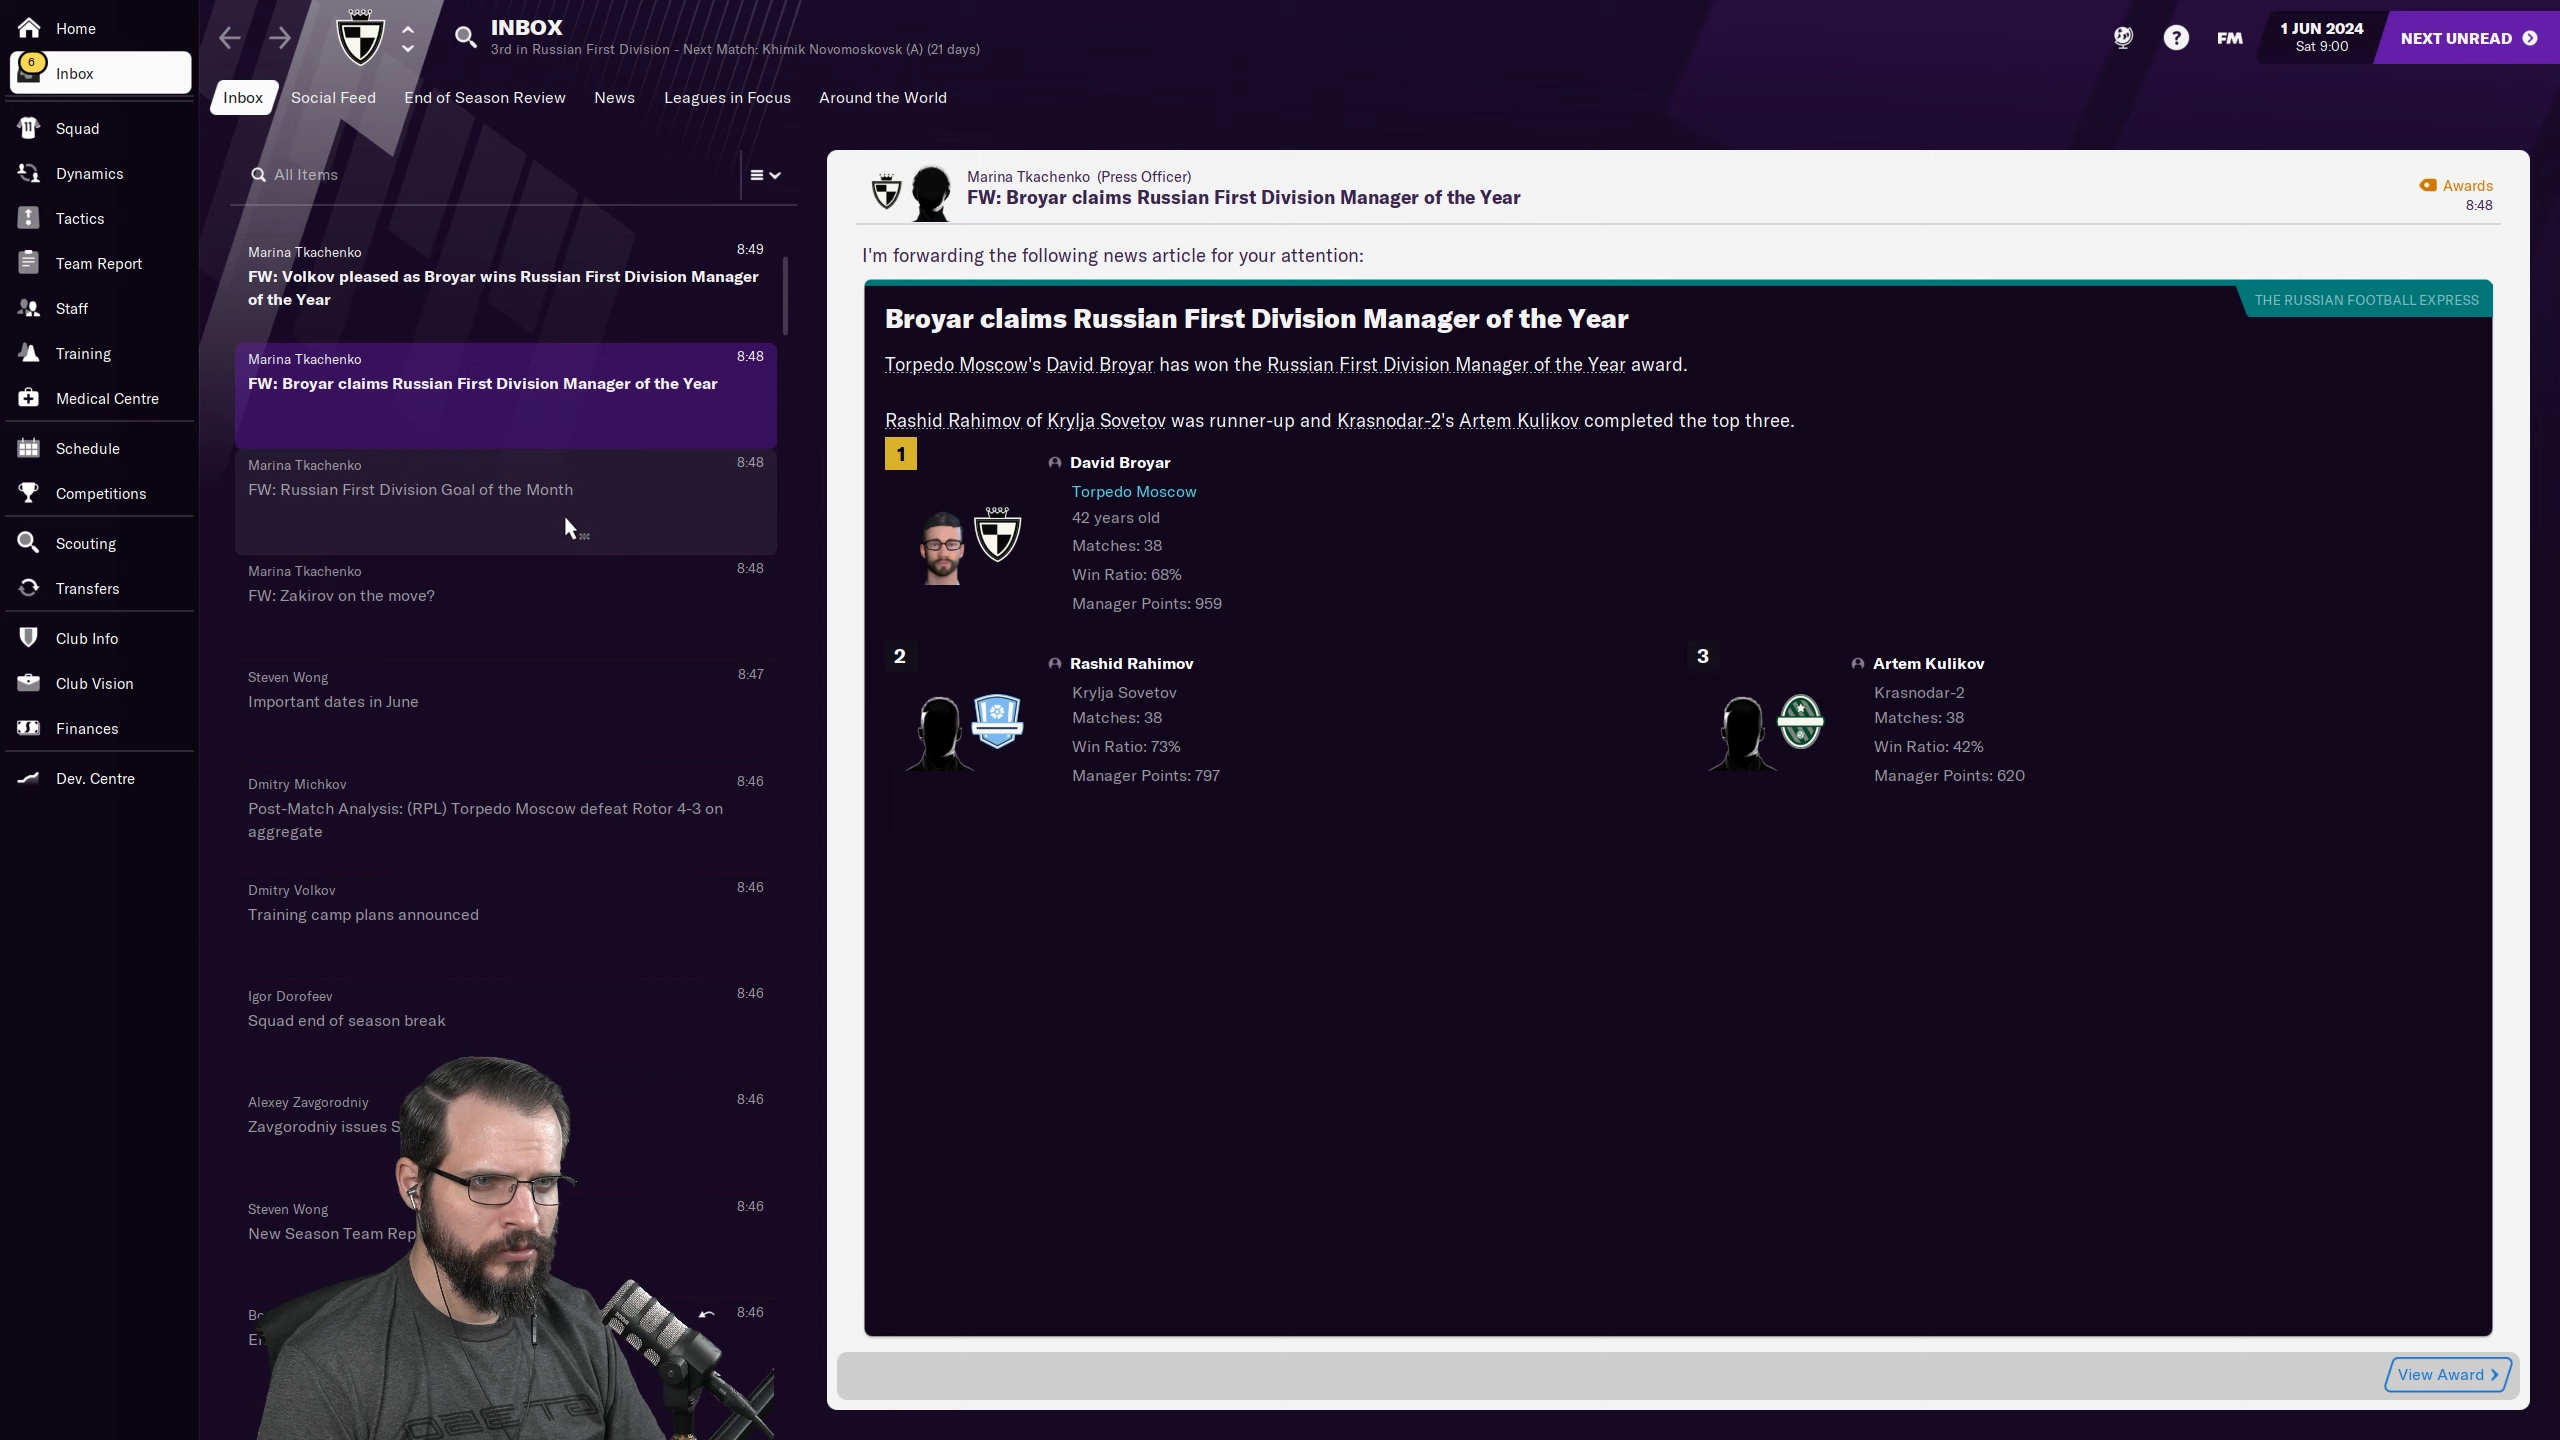 Home
6
Inbox
Squad
Dynamics
Tactics
Team Report
Staff
Training
Medical Centre
Schedule
Competitions
Scouting
Transfers
Club Info
Club Vision
Finances
Dev. Centre
INBOX
3rd in Russian First Division - Next Match: Khimik Novomoskovsk (A) (21 days)
FM
1 JUN 2024
Sat 9:00
NEXT UNREAD
Inbox
Social Feed
End of Season Review
News
Leagues in Focus
Around the World
All Items
Marina Tkachenko 8:49
FW: Volkov pleased as Broyar wins Russian First Division Manager
of the Year
Marina Tkachenko 8:48
FW: Broyar claims Russian First Division Manager of the Year
Marina Tkachenko 8:48
FW: Russian First Division Goal of the Month
Marina Tkachenko 8:48
FW: Zakirov on the move?
Steven Wong 8:47
Important dates in June
Dmitry Michkov 8:46
Post-Match Analysis: (RPL) Torpedo Moscow defeat Rotor 4-3 on
aggregate
Dmitry Volkov 8:46
Training camp plans announced
Igor Dorofeev 8:46
Squad end of season break
Alexey Zavgorodniy 8:46
Zavgorodniy issues
Steven Wong 8:46
New Season Team
8:46
Marina Tkachenko (Press Officer)
FW: Broyar claims Russian First Division Manager of the Year
Awards
8:48
I'm forwarding the following news article for your attention:
THE RUSSIAN FOOTBALL EXPRESS
Broyar claims Russian First Division Manager of the Year
Torpedo Moscow's David Broyar has won the Russian First Division Manager of the Year award.
Rashid Rahimov of Krylja Sovetov was runner-up and Krasnodar-2's Artem Kulikov completed the top three.
1
David Broyar
Torpedo Moscow
42 years old
Matches: 38
Win Ratio: 68%
Manager Points: 959
2
Rashid Rahimov
Krylja Sovetov
Matches: 38
Win Ratio: 73%
Manager Points: 797
3
Artem Kulikov
Krasnodar-2
Matches: 38
Win Ratio: 42%
Manager Points: 620
View Award